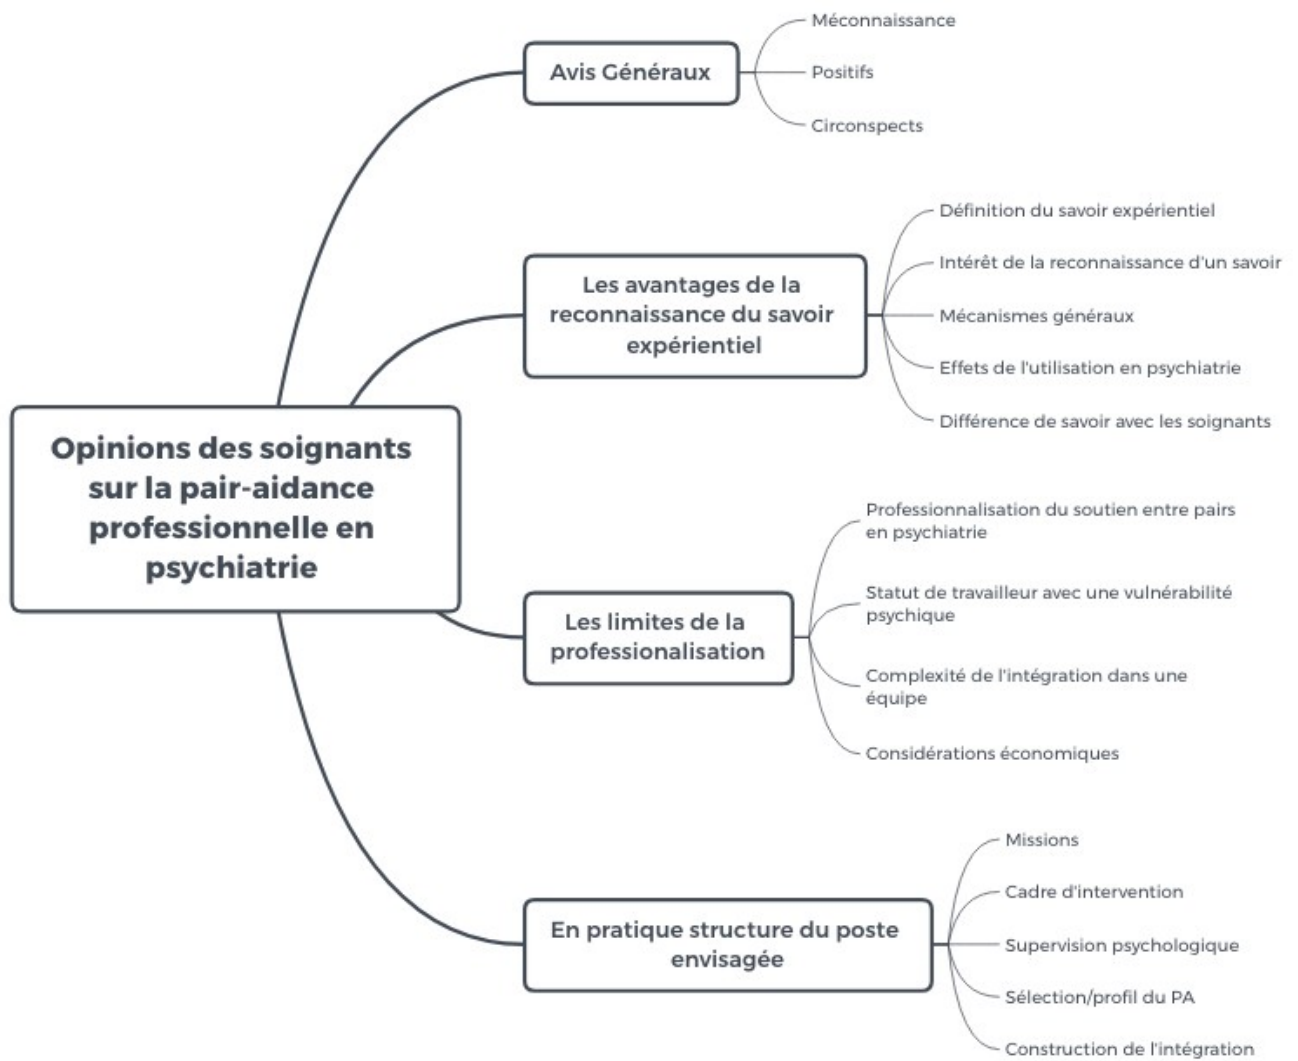 Opinions des soignants
sur la pair-aidance
professionnelle en
psychiatrie
Avis Généraux
Méconnaissance
Positifs
Circonspects
Les avantages de la
reconnaissance du savoir
expérientiel
Définition du savoir expérientiel
Intérêt de la reconnaissance d'un savoir
Mécanismes généraux
Effets de l'utilisation en psychiatrie
Différence de savoir avec les soignants
Les limites de la
professionalisation
Professionnalisation du soutien entre pairs
en psychiatrie
Statut de travailleur avec une vulnérabilité
psychique
Complexité de l'intégration dans une
équipe
Considérations économiques
En pratique structure du poste
envisagée
Missions
Cadre d'intervention
Supervision psychologique
Sélection/profil du PA
Construction de l'intégration